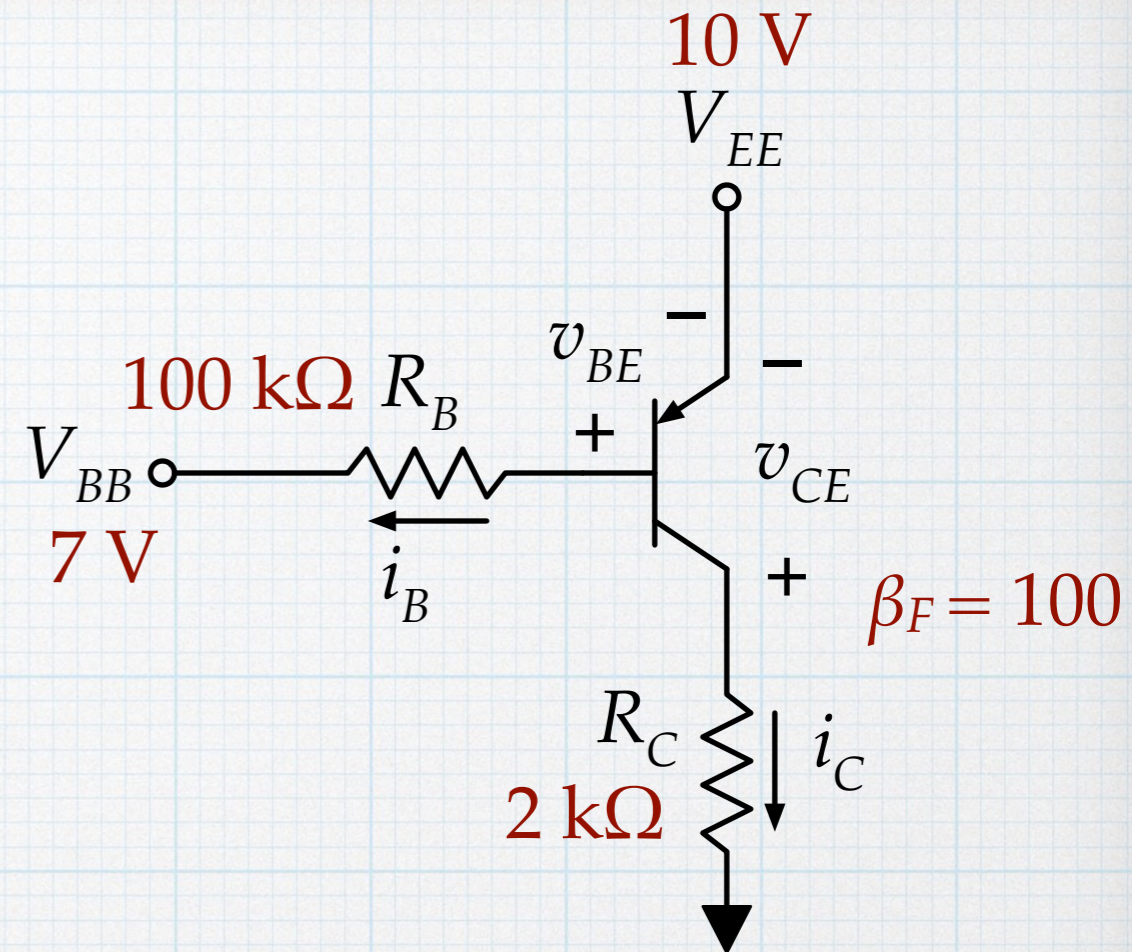 10 V
V_EE
v_BE
100 kΩ R_B
+
−
−
V_BB
v_CE
7 V
i_B
+
β_F = 100
R_C
i_C
2 kΩ